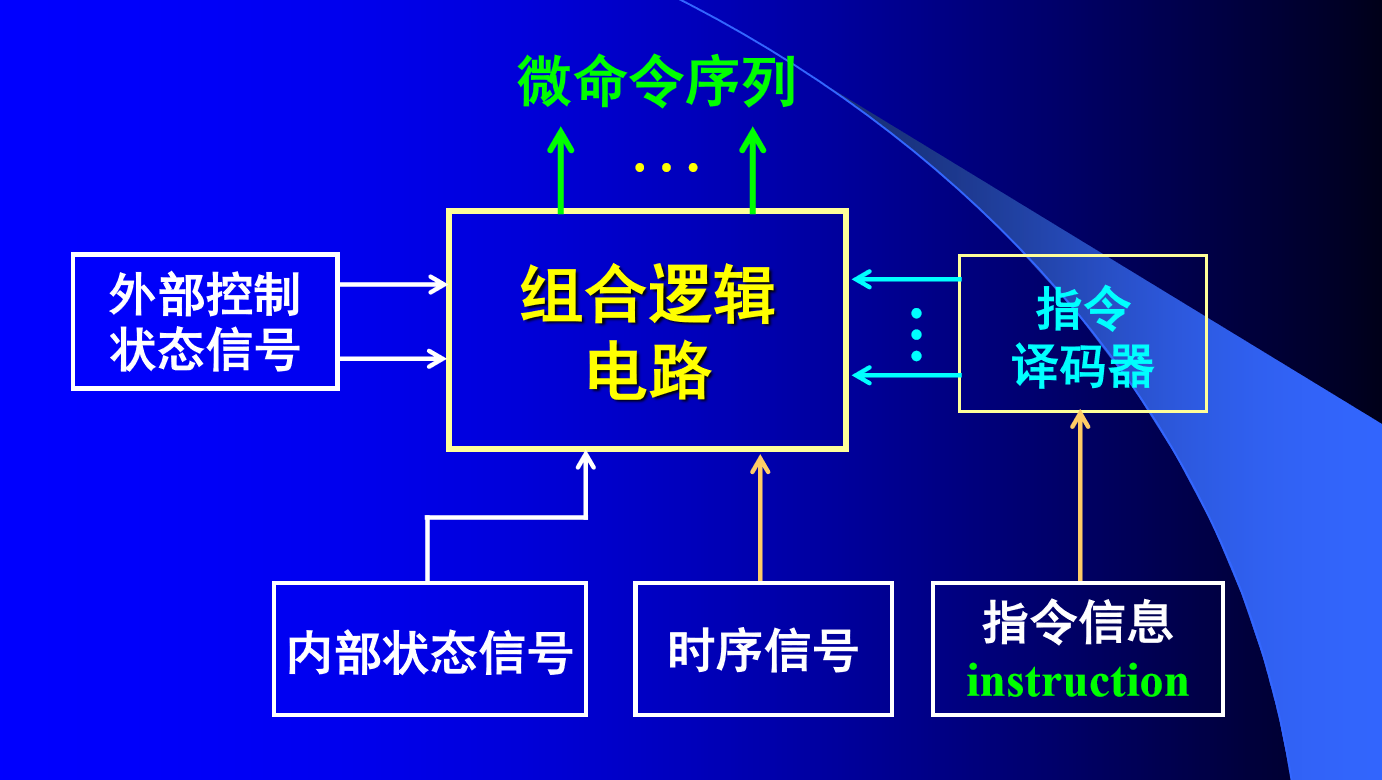 微命令序列
···
外部控制
状态信号
组合逻辑
电路
指令
译码器
内部状态信号
时序信号
指令信息
instruction